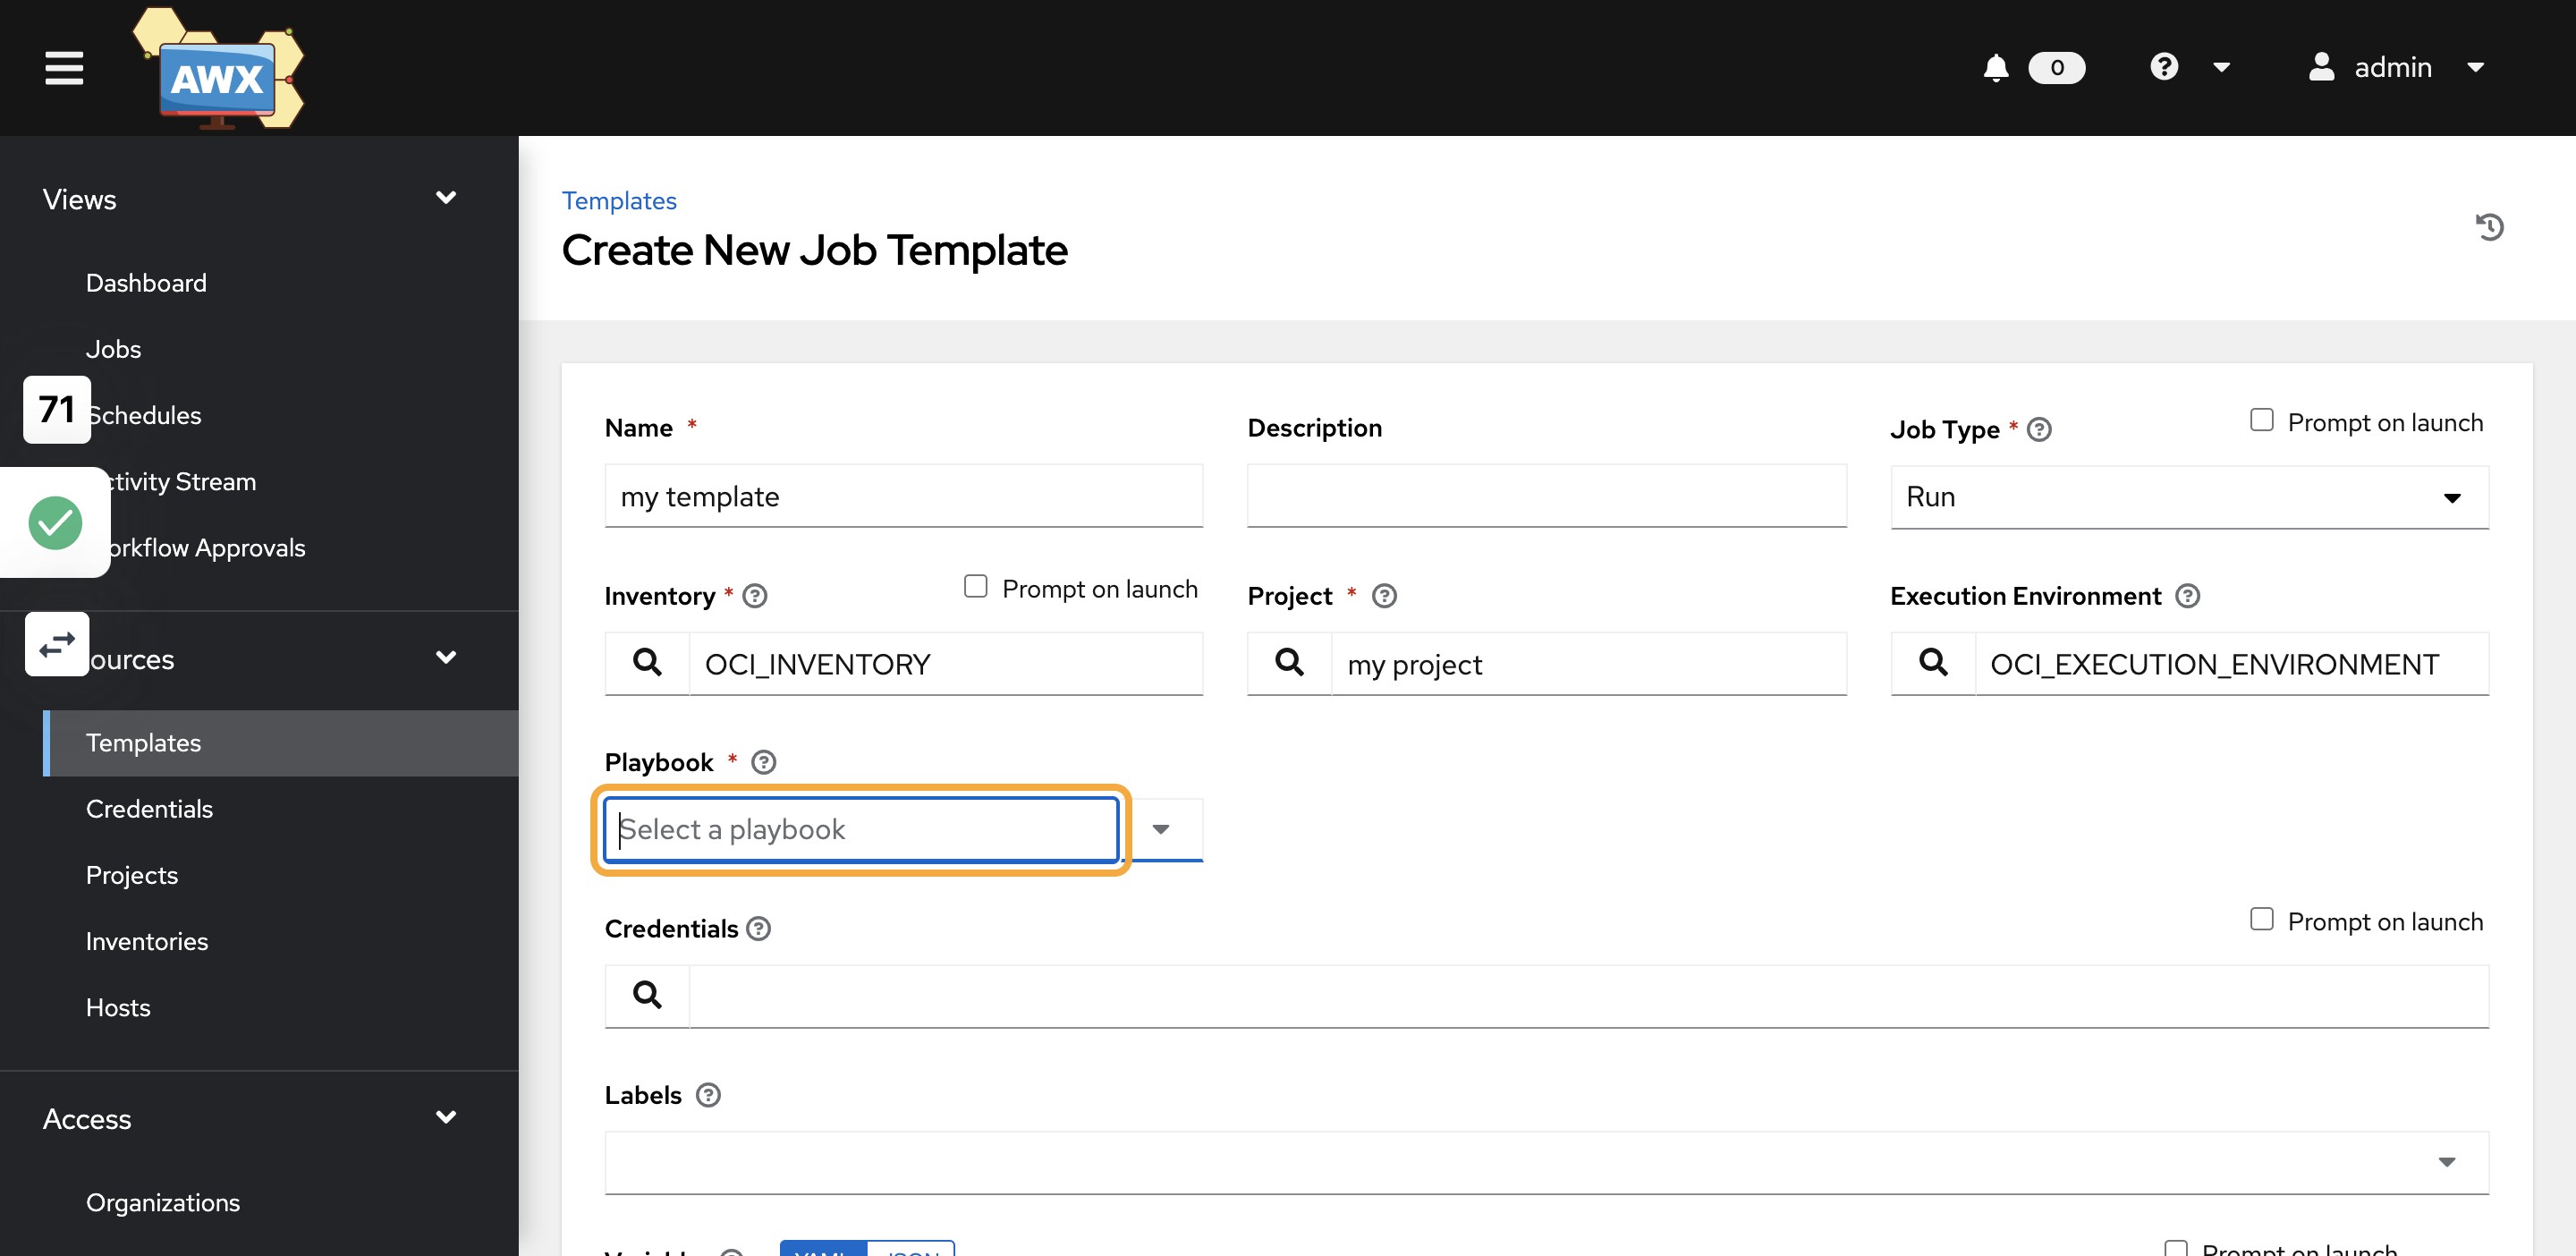 AWX
0
admin
Views
Dashboard
Jobs
71
Schedules
ctivity Stream
orkflow Approvals
ources
Templates
Credentials
Projects
Inventories
Hosts
Access
Organizations
Templates
Create New Job Template
Name *
Description
Job Type *
Prompt on launch
my template
Run
Inventory *
Prompt on launch
Project *
Execution Environment
OCI_INVENTORY
my project
OCI_EXECUTION_ENVIRONMENT
Playbook *
Select a playbook
Credentials
Prompt on launch
Labels
Prompt on launch